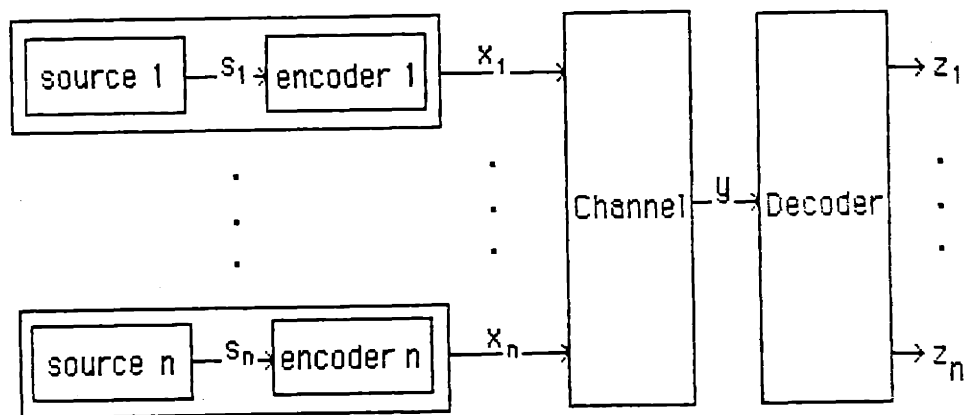 source 1 s₁ encoder 1 x₁ z₁
Channel y Decoder
source n sₙ encoder n xₙ zₙ